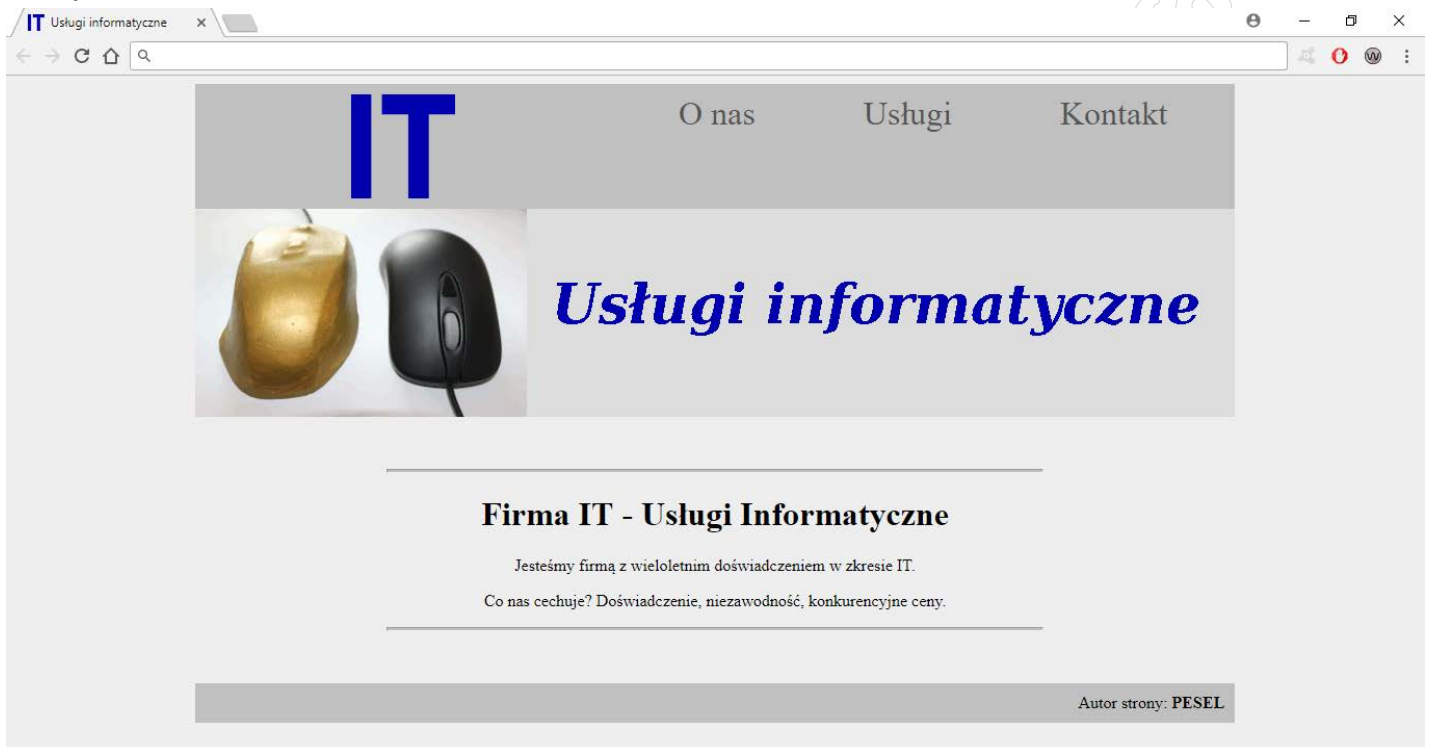 IT Usługi informatyczne
IT
O nas Usługi Kontakt
Usługi informatyczne
Firma IT - Usługi Informatyczne
Jesteśmy firmą z wieloletnim doświadczeniem w zkresie IT.
Co nas cechuje? Doświadczenie, niezawodność, konkurencyjne ceny.
Autor strony: PESEL